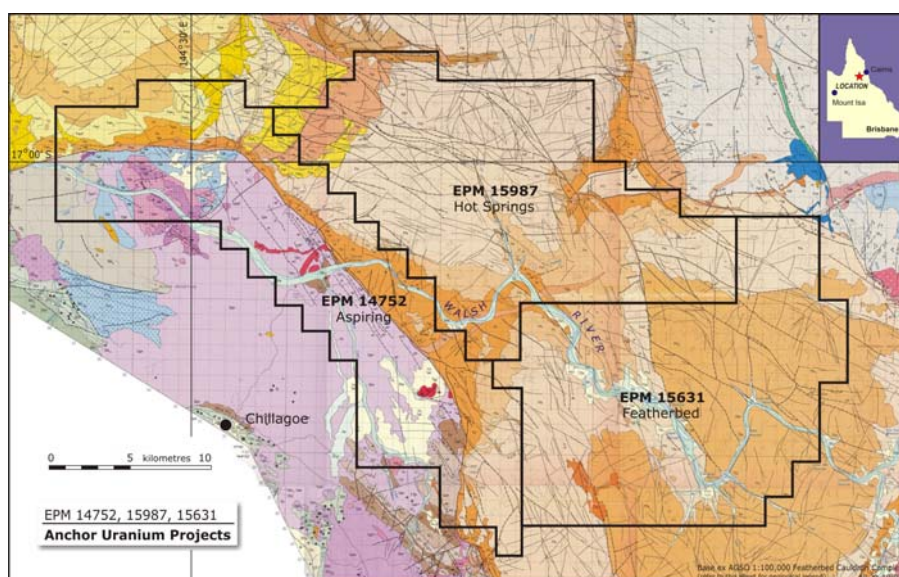 144°30' E
Cairns
LOCATION
Mount Isa
Brisbane
17°00' S
EPM 15987
Hot Springs
EPM 14752
Aspiring
WALSH
RIVER
EPM 15631
Featherbed
Chillagoe
0 5 kilometres 10
EPM 14752, 15987, 15631
Anchor Uranium Projects
Base ex AGSO 1:100,000 Featherbed Cauldron Complex